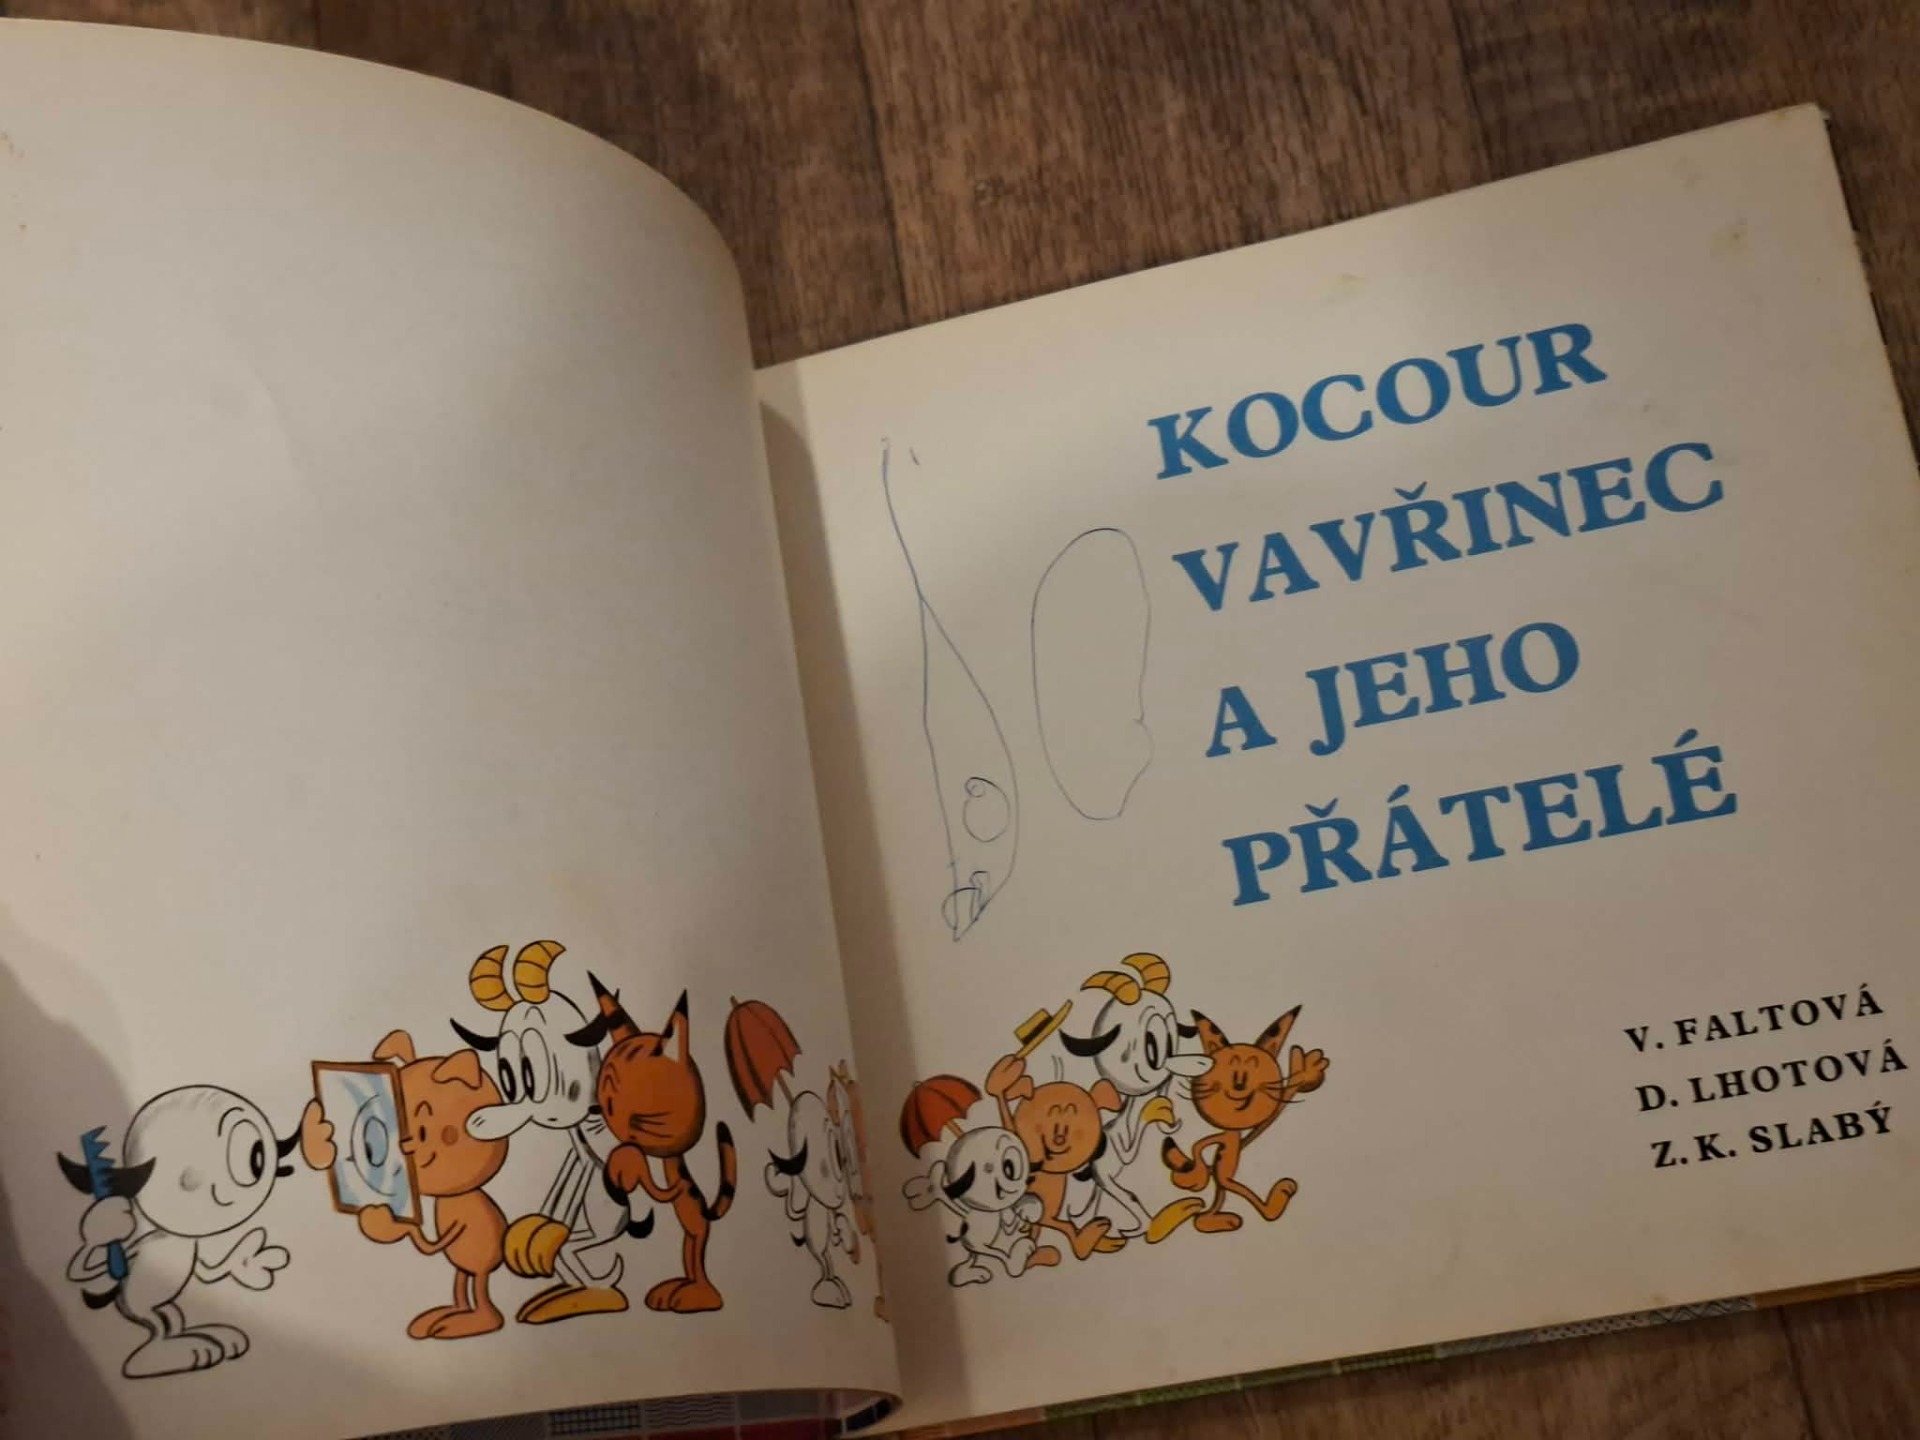 KOCOUR
VAVŘINEC
A JEHO
PŘÁTELÉ
V. FALTOVÁ
D. LHOTOVÁ
Z. K. SLABÝ